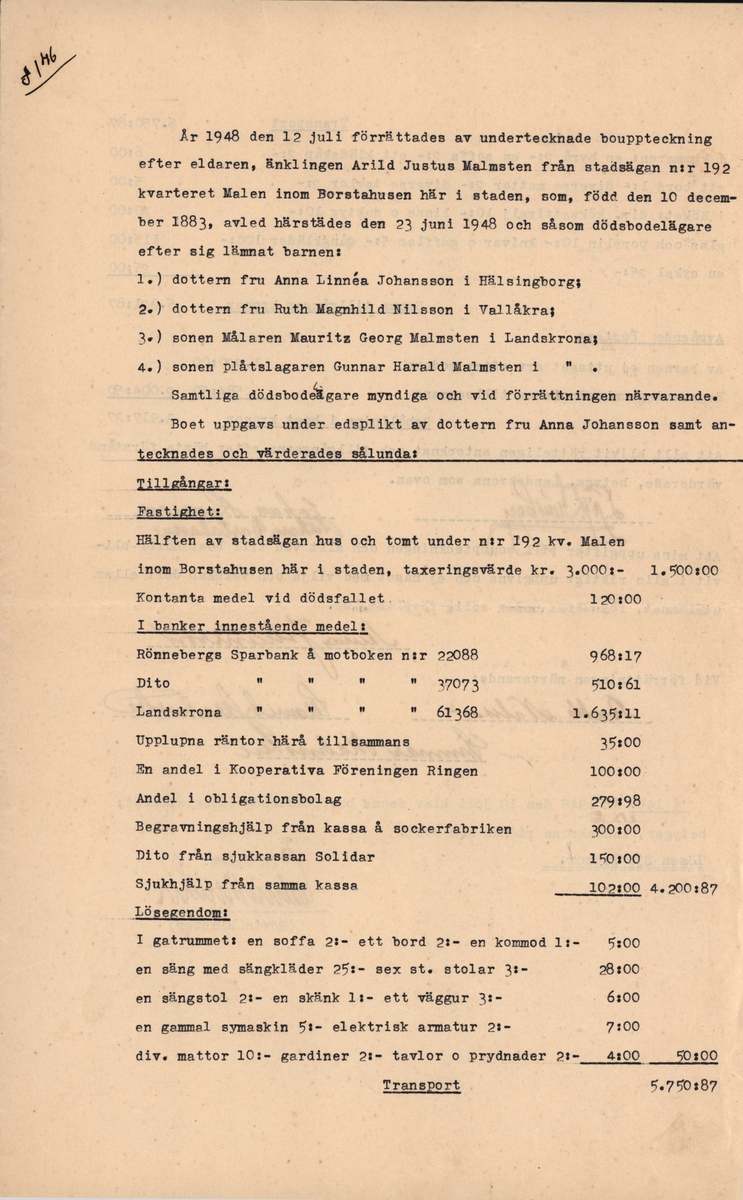 8/146
År 1948 den 12 juli förrättades av undertecknade bouppteckning
efter eldaren, änklingen Arild Justus Malmsten från stadsägan n:r 192
kvarteret Malen inom Borstahusen här i staden, som, född den 10 decem-
ber 1883, avled härstädes den 23 juni 1948 och såsom dödsbodelägare
efter sig lämnat barnen:
1.) dottern fru Anna Linnéa Johansson i Hälsingborg;
2.) dottern fru Ruth Magnhild Nilsson i Vallåkra;
3.) sonen Målaren Mauritz Georg Malmsten i Landskrona;
4.) sonen plåtslagaren Gunnar Harald Malmsten i " .
Samtliga dödsbodelägare myndiga och vid förrättningen närvarande.
Boet uppgavs under edsplikt av dottern fru Anna Johansson samt an-
tecknades och värderades sålunda:
Tillgångar:
Fastighet:
Hälften av stadsägan hus och tomt under n:r 192 kv. Malen
inom Borstahusen här i staden, taxeringsvärde kr. 3.000:- 1.500:00
Kontanta medel vid dödsfallet 120:00
I banker innestående medel:
Rönnebergs Sparbank å motboken n:r 22088 968:17
Dito " " " " 37073 510:61
Landskrona " " " " 61368 1.635:11
Upplupna räntor härå tillsammans 35:00
En andel i Kooperativa Föreningen Ringen 100:00
Andel i obligationsbolag 279:98
Begravningshjälp från kassa å sockerfabriken 300:00
Dito från sjukkassan Solidar 150:00
Sjukhjälp från samma kassa 102:00 4.200:87
Lösegendom:
I gatrummet: en soffa 2:- ett bord 2:- en kommod 1:- 5:00
en säng med sängkläder 25:- sex st. stolar 3:- 28:00
en sängstol 2:- en skänk 1:- ett väggur 3:- 6:00
en gammal symaskin 5:- elektrisk armatur 2:- 7:00
div. mattor 10:- gardiner 2:- tavlor o prydnader 2:- 4:00 50:00
Transport 5.750:87